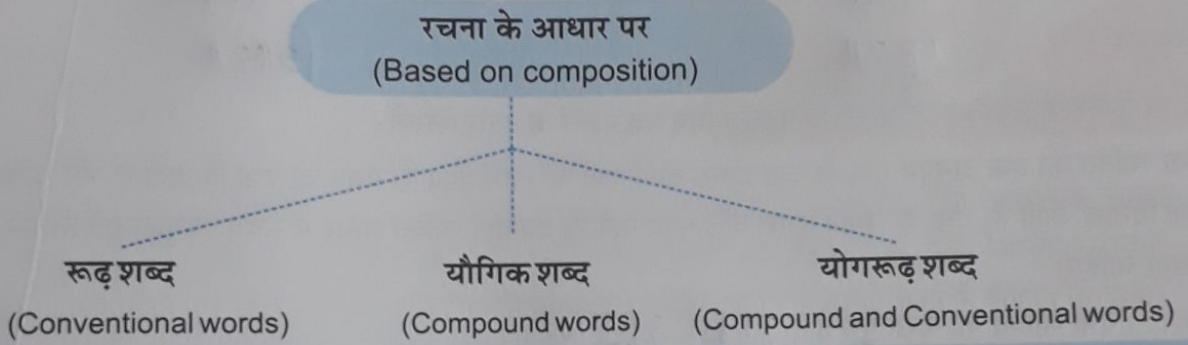 रचना के आधार पर
(Based on composition)
रूढ़ शब्द
(Conventional words)
यौगिक शब्द
(Compound words)
योगरूढ़ शब्द
(Compound and Conventional words)